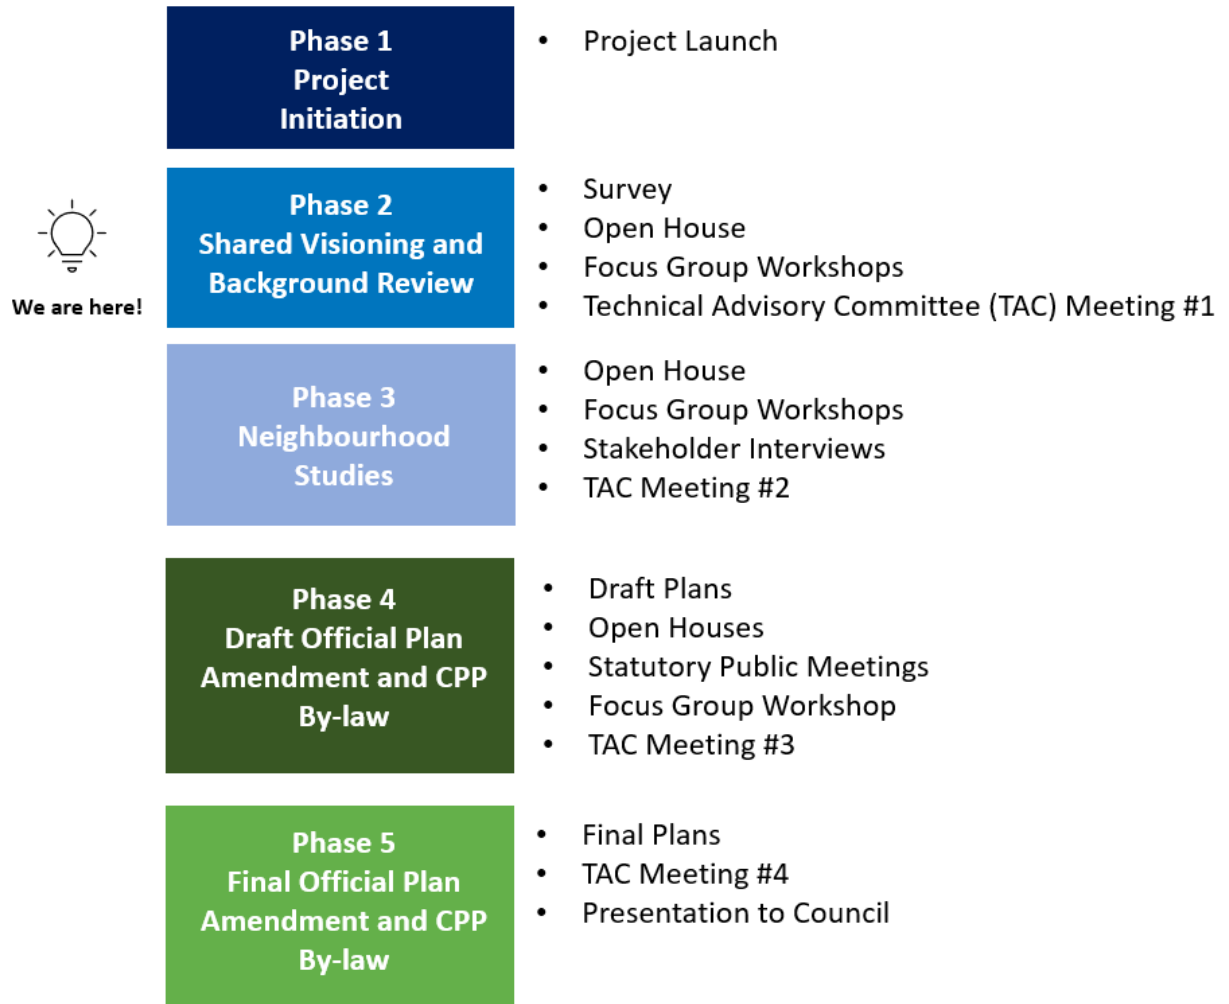 Phase 1
Project
Initiation
• Project Launch
We are here!
Phase 2
Shared Visioning and
Background Review
• Survey
• Open House
• Focus Group Workshops
• Technical Advisory Committee (TAC) Meeting #1
Phase 3
Neighbourhood
Studies
• Open House
• Focus Group Workshops
• Stakeholder Interviews
• TAC Meeting #2
Phase 4
Draft Official Plan
Amendment and CPP
By-law
• Draft Plans
• Open Houses
• Statutory Public Meetings
• Focus Group Workshop
• TAC Meeting #3
Phase 5
Final Official Plan
Amendment and CPP
By-law
• Final Plans
• TAC Meeting #4
• Presentation to Council